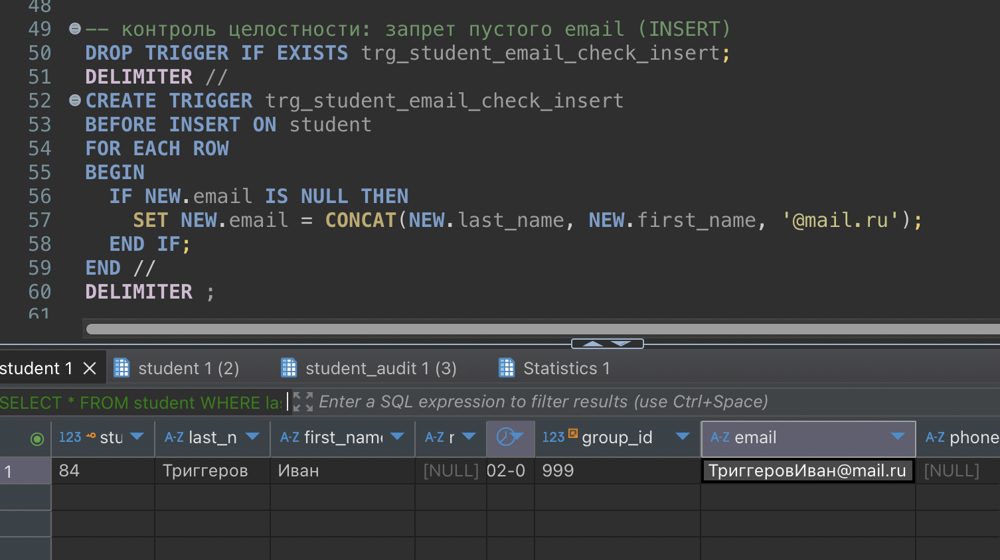 48
49 -- контроль целостности: запрет пустого email (INSERT)
50 DROP TRIGGER IF EXISTS trg_student_email_check_insert;
51 DELIMITER //
52 CREATE TRIGGER trg_student_email_check_insert
53 BEFORE INSERT ON student
54 FOR EACH ROW
55 BEGIN
56 IF NEW.email IS NULL THEN
57 SET NEW.email = CONCAT(NEW.last_name, NEW.first_name, '@mail.ru');
58 END IF;
59 END //
60 DELIMITER ;
61
student 1 student 1 (2) student_audit 1 (3) Statistics 1
SELECT * FROM student WHERE las Enter a SQL expression to filter results (use Ctrl+Space)
123 stu A-Z last_n A-Z first_name A-Z 123 group_id A-Z email A-Z phone
1 84 Триггеров Иван [NULL] 02-0 999 ТриггеровИван@mail.ru [NULL]